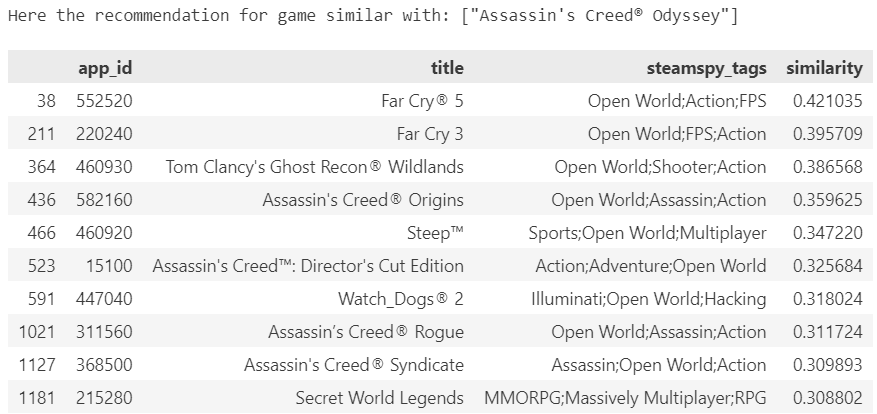 Here the recommendation for game similar with: ["Assassin's Creed® Odyssey"]
app_id title steamspy_tags similarity
38 552520 Far Cry® 5 Open World;Action;FPS 0.421035
211 220240 Far Cry 3 Open World;FPS;Action 0.395709
364 460930 Tom Clancy's Ghost Recon® Wildlands Open World;Shooter;Action 0.386568
436 582160 Assassin's Creed® Origins Open World;Assassin;Action 0.359625
466 460920 Steep™ Sports;Open World;Multiplayer 0.347220
523 15100 Assassin's Creed™: Director's Cut Edition Action;Adventure;Open World 0.325684
591 447040 Watch_Dogs® 2 Illuminati;Open World;Hacking 0.318024
1021 311560 Assassin’s Creed® Rogue Open World;Assassin;Action 0.311724
1127 368500 Assassin's Creed® Syndicate Assassin;Open World;Action 0.309893
1181 215280 Secret World Legends MMORPG;Massively Multiplayer;RPG 0.308802